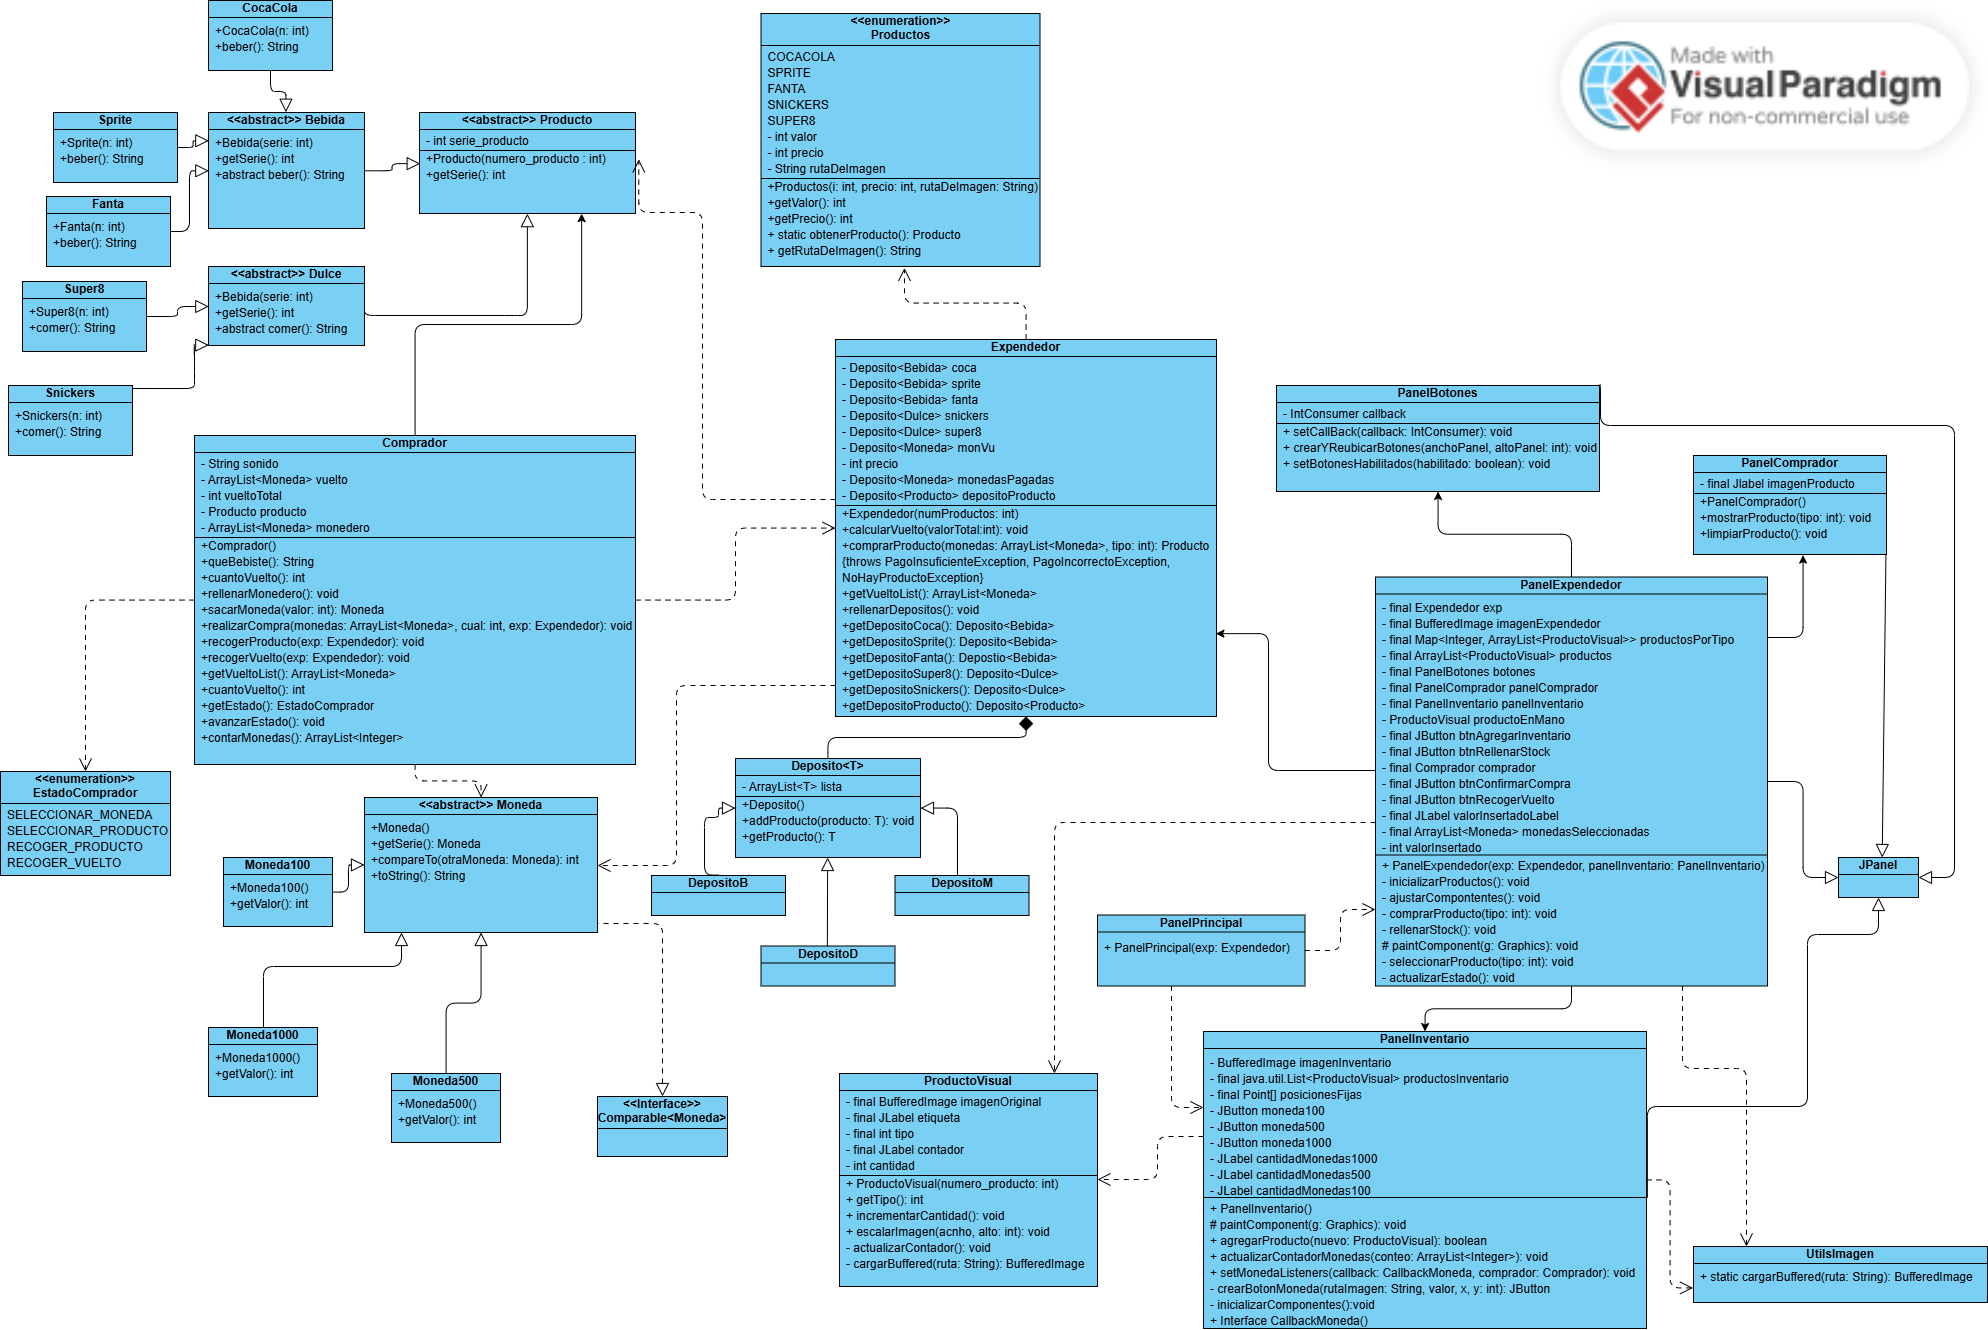 CocaCola
+CocaCola(n: int)
+beber(): String
<<enumeration>>
Productos
COCACOLA
SPRITE
FANTA
SNICKERS
SUPER8
- int valor
- int precio
- String rutaDeImagen
+Productos(i: int, precio: int, rutaDeImagen: String)
+getValor(): int
+getPrecio(): int
+ static obtenerProducto(): Producto
+ getRutaDeImagen(): String
Made with
Visual Paradigm
For non-commercial use
Sprite
+Sprite(n: int)
+beber(): String
<<abstract>> Bebida
+Bebida(serie: int)
+getSerie(): int
+abstract beber(): String
<<abstract>> Producto
- int serie_producto
+Producto(numero_producto : int)
+getSerie(): int
Fanta
+Fanta(n: int)
+beber(): String
<<abstract>> Dulce
+Bebida(serie: int)
+getSerie(): int
+abstract comer(): String
Super8
+Super8(n: int)
+comer(): String
Snickers
+Snickers(n: int)
+comer(): String
Expendedor
- Deposito<Bebida> coca
- Deposito<Bebida> sprite
- Deposito<Bebida> fanta
- Deposito<Dulce> snickers
- Deposito<Dulce> super8
- Deposito<Moneda> monVu
- int precio
- Deposito<Moneda> monedasPagadas
- Deposito<Producto> depositoProducto
+Expendedor(numProductos: int)
+calcularVuelto(valorTotal:int): void
+comprarProducto(monedas: ArrayList<Moneda>, tipo: int): Producto
{throws PagoInsuficienteException, PagoIncorrectoException,
NoHayProductoException}
+getVueltoList(): ArrayList<Moneda>
+rellenarDepositos(): void
+getDepositoCoca(): Deposito<Bebida>
+getDepositoSprite(): Deposito<Bebida>
+getDepositoFanta(): Depostio<Bebida>
+getDepositoSuper8(): Deposito<Dulce>
+getDepositoSnickers(): Deposito<Dulce>
+getDepositoProducto(): Deposito<Producto>
PanelBotones
- IntConsumer callback
+ setCallBack(callback: IntConsumer): void
+ crearYReubicarBotones(anchoPanel, altoPanel: int): void
+ setBotonesHabilitados(habilitado: boolean): void
PanelComprador
- final Jlabel imagenProducto
+PanelComprador()
+mostrarProducto(tipo: int): void
+limpiarProducto(): void
Comprador
- String sonido
- ArrayList<Moneda> vuelto
- int vueltoTotal
- Producto producto
- ArrayList<Moneda> monedero
+Comprador()
+queBebiste(): String
+cuantoVuelto(): int
+rellenarMonedero(): void
+sacarMoneda(valor: int): Moneda
+realizarCompra(monedas: ArrayList<Moneda>, cual: int, exp: Expendedor): void
+recogerProducto(exp: Expendedor): void
+recogerVuelto(exp: Expendedor): void
+getVueltoList(): ArrayList<Moneda>
+cuantoVuelto(): int
+getEstado(): EstadoComprador
+avanzarEstado(): void
+contarMonedas(): ArrayList<Integer>
PanelExpendedor
- final Expendedor exp
- final BufferedImage imagenExpendedor
- final Map<Integer, ArrayList<ProductoVisual>> productosPorTipo
- final ArrayList<ProductoVisual> productos
- final PanelBotones botones
- final PanelComprador panelComprador
- final PanelInventario panelInventario
- ProductoVisual productoEnMano
- final JButton btnAgregarInventario
- final JButton btnRellenarStock
- final Comprador comprador
- final JButton btnConfirmarCompra
- final JButton btnRecogerVuelto
- final JLabel valorInsertadoLabel
- final ArrayList<Moneda> monedasSeleccionadas
- int valorInsertado
+ PanelExpendedor(exp: Expendedor, panelInventario: PanelInventario)
- inicializarProductos(): void
- ajustarCompontentes(): void
- comprarProducto(tipo: int): void
- rellenarStock(): void
# paintComponent(g: Graphics): void
- seleccionarProducto(tipo: int): void
- actualizarEstado(): void
<<enumeration>>
EstadoComprador
SELECCIONAR_MONEDA
SELECCIONAR_PRODUCTO
RECOGER_PRODUCTO
RECOGER_VUELTO
<<abstract>> Moneda
+Moneda()
+getSerie(): Moneda
+compareTo(otraMoneda: Moneda): int
+toString(): String
Deposito<T>
- ArrayList<T> lista
+Deposito()
+addProducto(producto: T): void
+getProducto(): T
Moneda100
+Moneda100()
+getValor(): int
DepositoB
DepositoM
DepositoD
JPanel
PanelPrincipal
+ PanelPrincipal(exp: Expendedor)
Moneda1000
+Moneda1000()
+getValor(): int
Moneda500
+Moneda500()
+getValor(): int
<<Interface>>
Comparable<Moneda>
ProductoVisual
- final BufferedImage imagenOriginal
- final JLabel etiqueta
- final int tipo
- final JLabel contador
- int cantidad
+ ProductoVisual(numero_producto: int)
+ getTipo(): int
+ incrementarCantidad(): void
+ escalarImagen(acnho, alto: int): void
- actualizarContador(): void
- cargarBuffered(ruta: String): BufferedImage
PanelInventario
- BufferedImage imagenInventario
- final java.util.List<ProductoVisual> productosInventario
- final Point[] posicionesFijas
- JButton moneda100
- JButton moneda500
- JButton moneda1000
- JLabel cantidadMonedas1000
- JLabel cantidadMonedas500
- JLabel cantidadMonedas100
+ PanelInventario()
# paintComponent(g: Graphics): void
+ agregarProducto(nuevo: ProductoVisual): boolean
+ actualizarContadorMonedas(conteo: ArrayList<Integer>): void
+ setMonedaListeners(callback: CallbackMoneda, comprador: Comprador): void
- crearBotonMoneda(rutaImagen: String, valor, x, y: int): JButton
- inicializarComponentes():void
+ Interface CallbackMoneda()
UtilsImagen
+ static cargarBuffered(ruta: String): BufferedImage